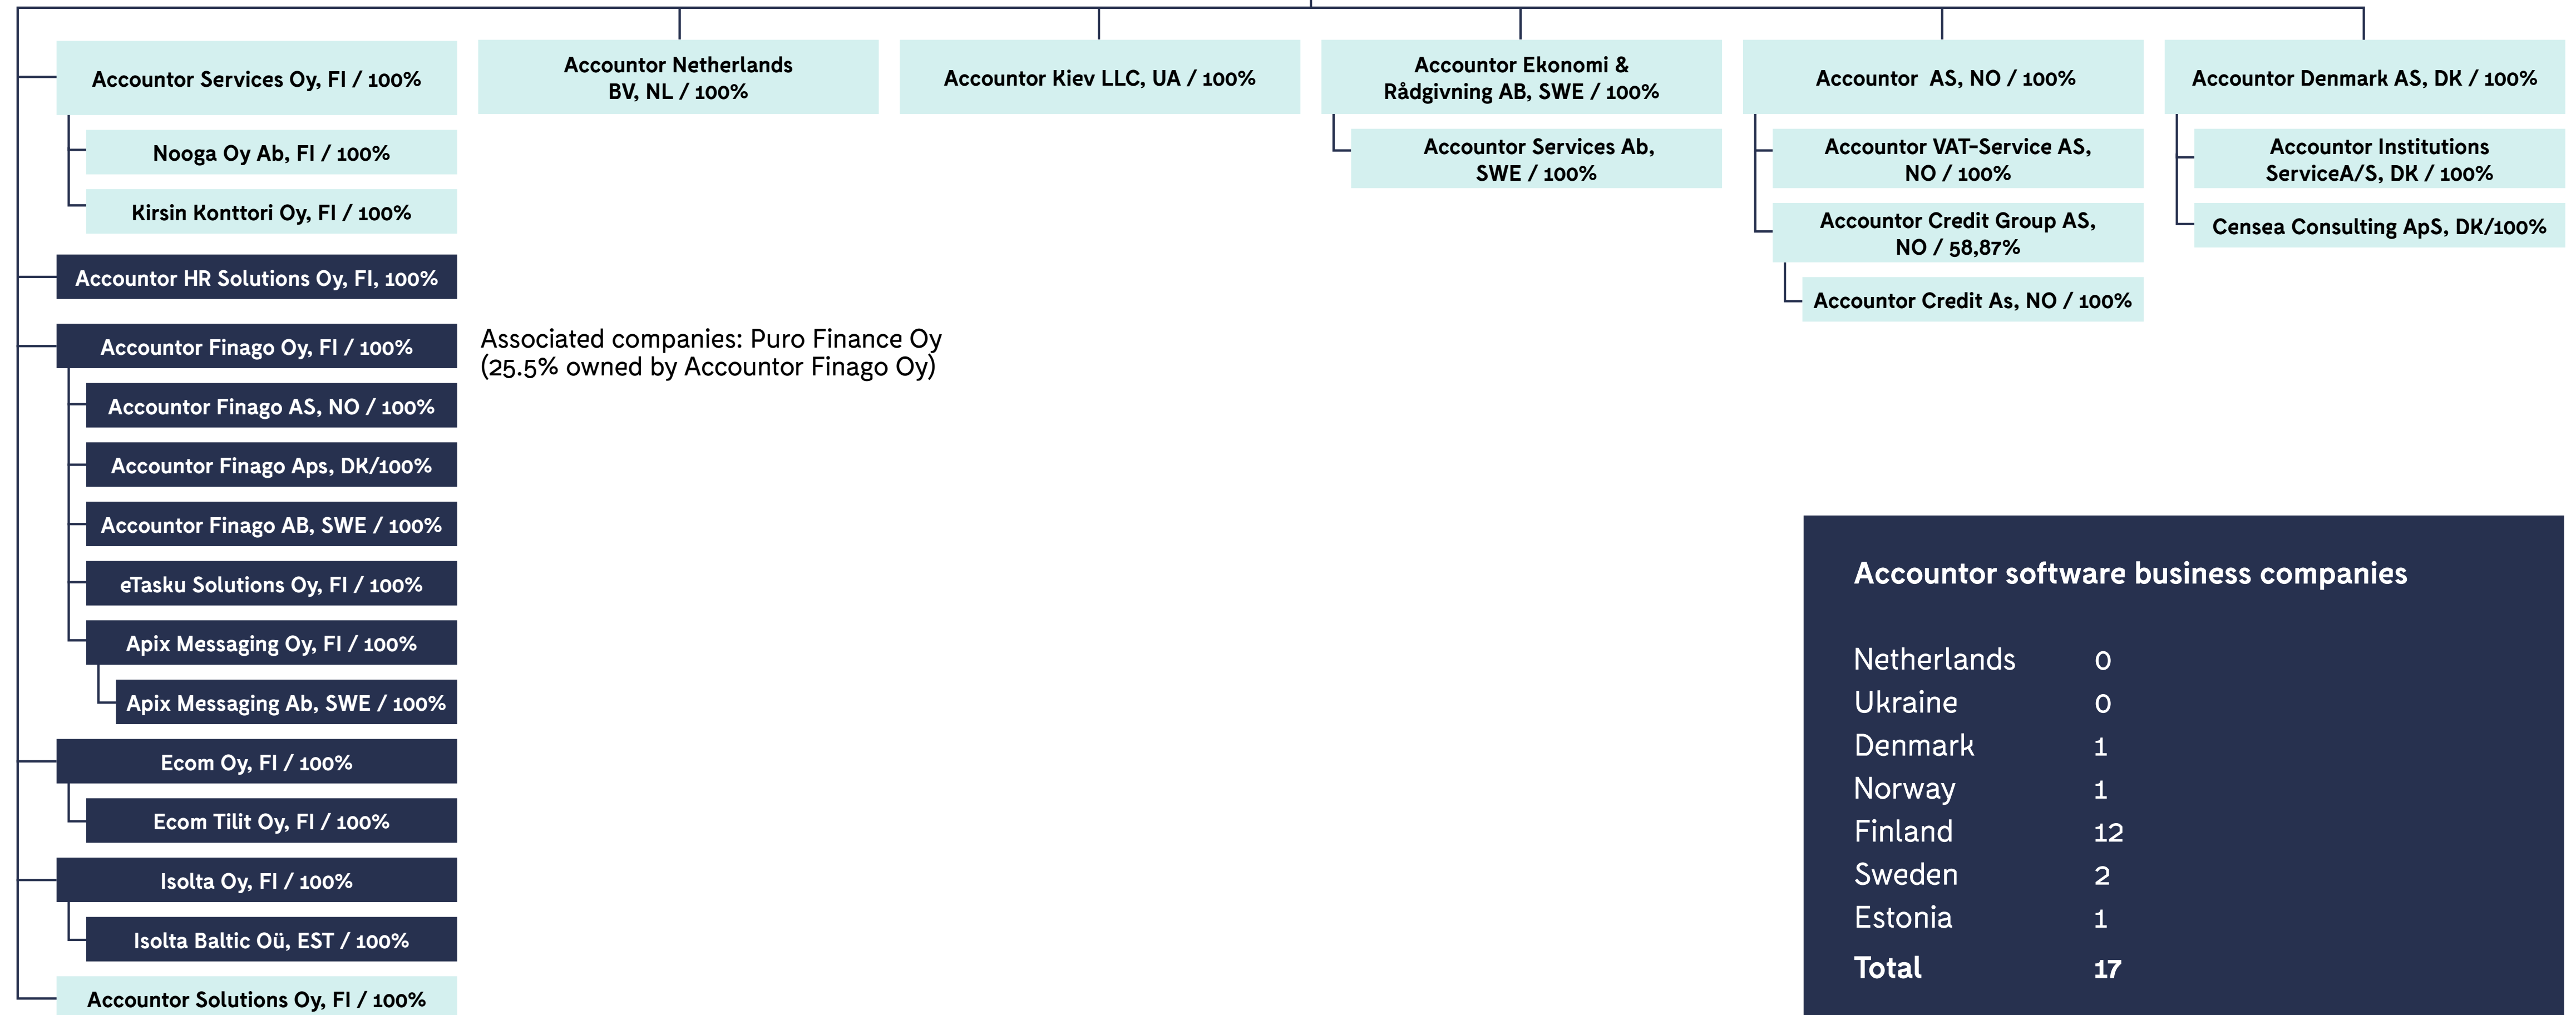 Accountor Services Oy, FI / 100%
Nooga Oy Ab, FI / 100%
Kirsin Konttori Oy, FI / 100%
Accountor HR Solutions Oy, FI, 100%
Accountor Finago Oy, FI / 100%
Associated companies: Puro Finance Oy
(25.5% owned by Accountor Finago Oy)
Accountor Finago AS, NO / 100%
Accountor Finago Aps, DK/100%
Accountor Finago AB, SWE / 100%
eTasku Solutions Oy, FI / 100%
Apix Messaging Oy, FI / 100%
Apix Messaging Ab, SWE / 100%
Ecom Oy, FI / 100%
Ecom Tilit Oy, FI / 100%
Isolta Oy, FI / 100%
Isolta Baltic Oü, EST / 100%
Accountor Solutions Oy, FI / 100%
Accountor Netherlands
BV, NL / 100%
Accountor Kiev LLC, UA / 100%
Accountor Ekonomi &
Rådgivning AB, SWE / 100%
Accountor Services Ab,
SWE / 100%
Accountor AS, NO / 100%
Accountor VAT-Service AS,
NO / 100%
Accountor Credit Group AS,
NO / 58,87%
Accountor Credit As, NO / 100%
Accountor Denmark AS, DK / 100%
Accountor Institutions
ServiceA/S, DK / 100%
Censea Consulting ApS, DK/100%
Accountor software business companies
Netherlands 0
Ukraine 0
Denmark 1
Norway 1
Finland 12
Sweden 2
Estonia 1
Total 17